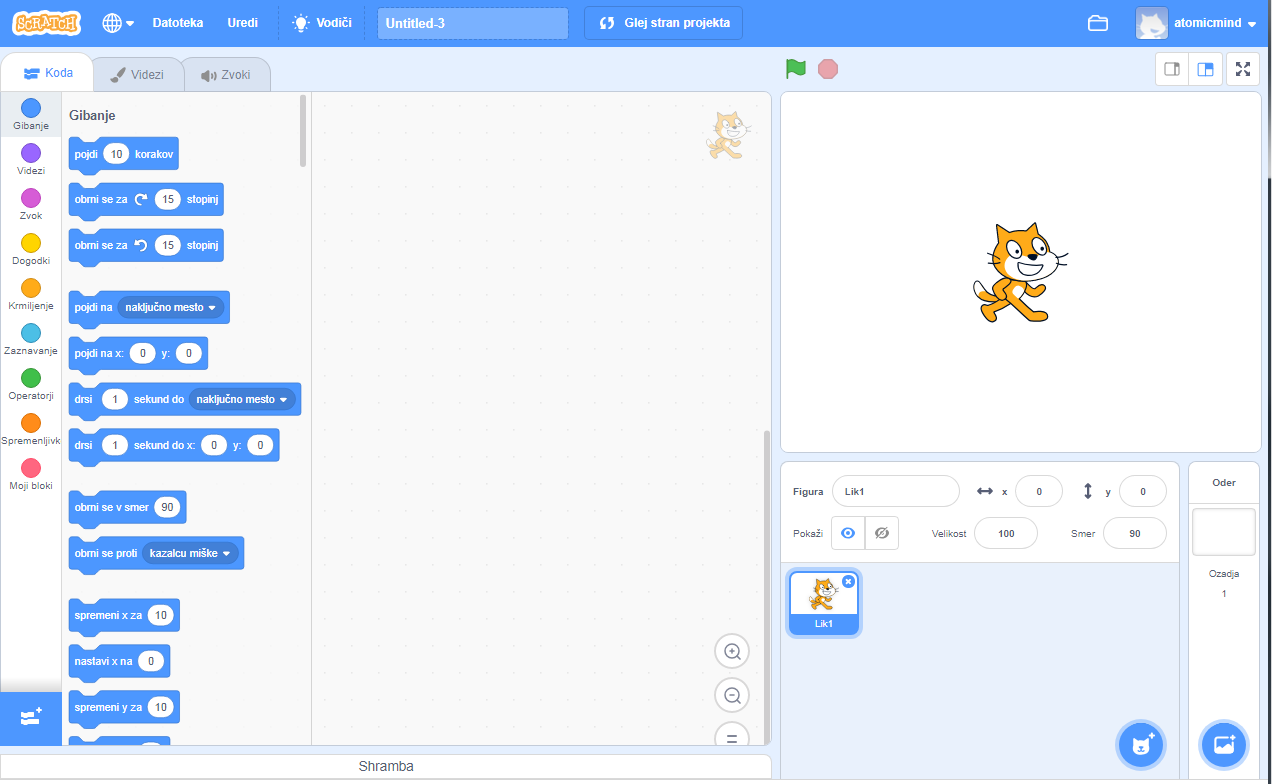 SCRATCH Datoteka Uredi Vodiči Untitled-3 Glej stran projekta atomicmind
Koda Videzi Zvoki
Gibanje
Videzi
Zvok
Dogodki
Krmiljenje
Zaznavanje
Operatorji
Spremenljivk
Moji bloki
Gibanje
pojdi 10 korakov
obrni se za 15 stopinj
obrni se za 15 stopinj
pojdi na naključno mesto
pojdi na x: 0 y: 0
drsi 1 sekund do naključno mesto
drsi 1 sekund do x: 0 y: 0
obrni se v smer 90
obrni se proti kazalcu miške
spremeni x za 10
nastavi x na 0
spremeni y za 10
Shramba
Figura Lik1 x 0 y 0
Pokaži Velikost 100 Smer 90
Lik1
Oder
Ozadja
1